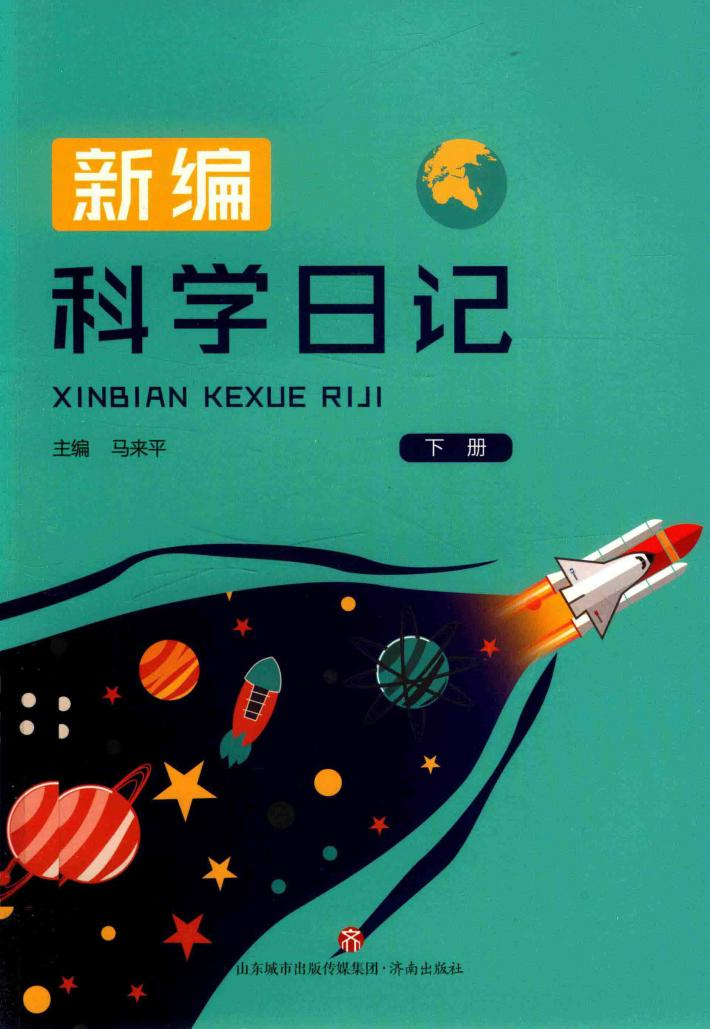 新编
科学日记
XINBIAN KEXUE RIJI
主编 马来平
下 册
山东城市出版传媒集团·济南出版社